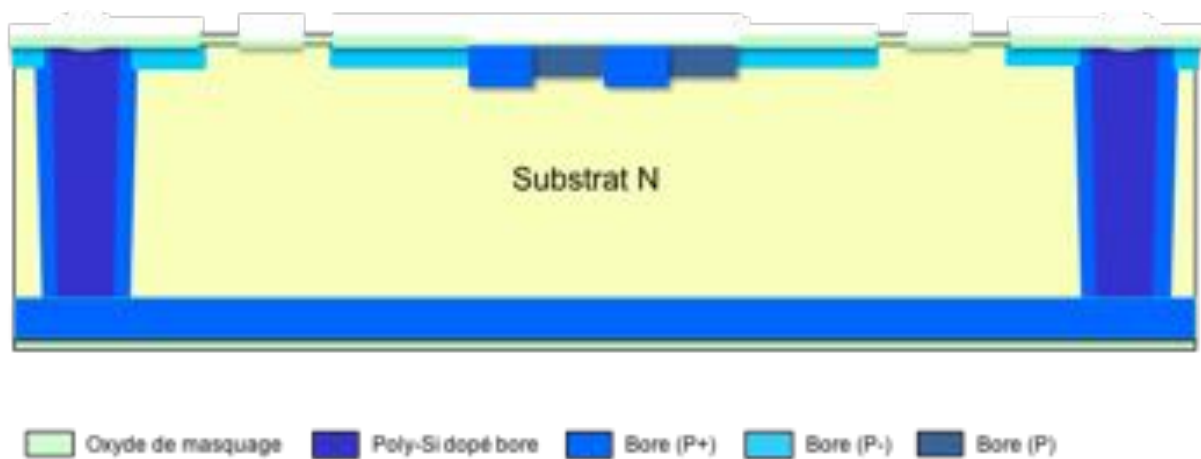 Substrat N
Oxyde de masquage Poly-Si dopé bore Bore (P+) Bore (P-) Bore (P)